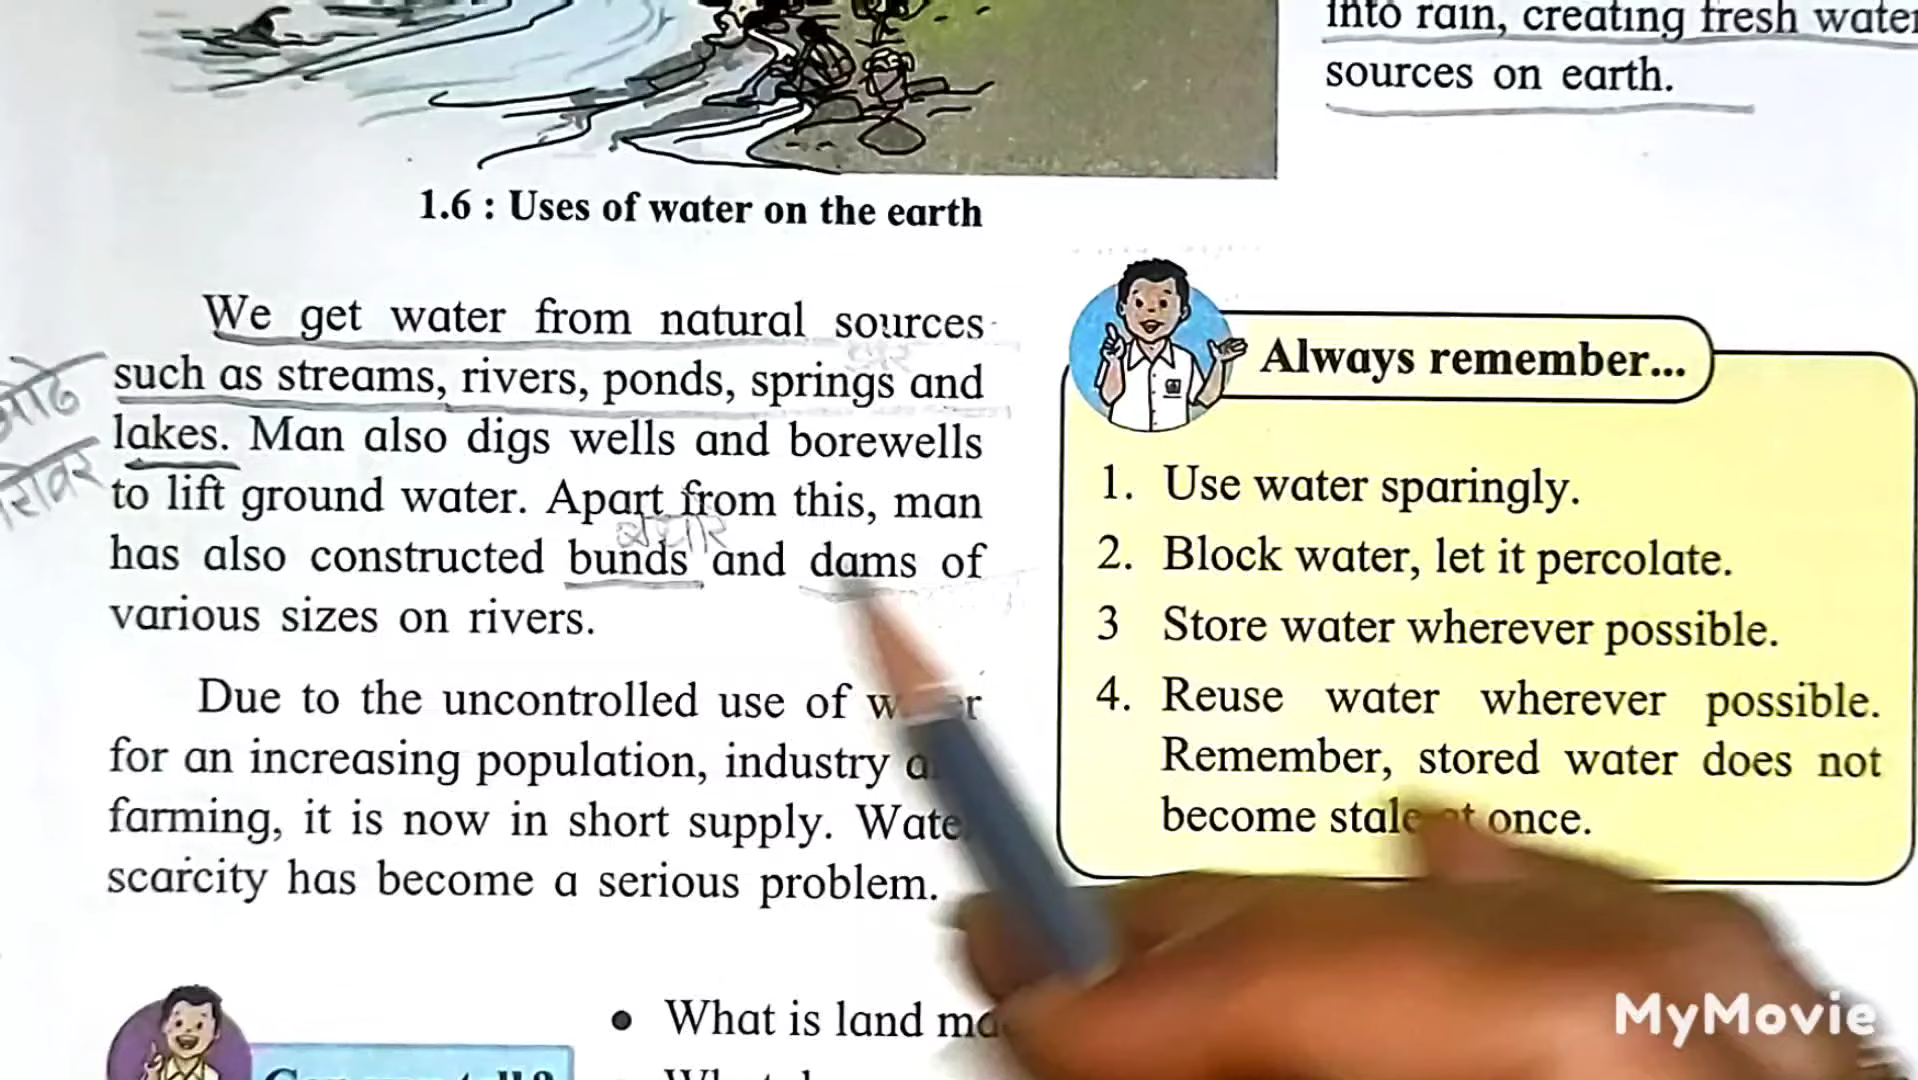 into rain, creating fresh water
sources on earth.
1.6 : Uses of water on the earth
We get water from natural sources
such as streams, rivers, ponds, springs and
lakes. Man also digs wells and borewells
to lift ground water. Apart from this, man
has also constructed bunds and dams of
various sizes on rivers.
Due to the uncontrolled use of
for an increasing population, industry
farming, it is now in short supply. Water
scarcity has become a serious problem.
Always remember...
1. Use water sparingly.
2. Block water, let it percolate.
3 Store water wherever possible.
4. Reuse water wherever possible.
Remember, stored water does not
become stale at once.
• What is land
MyMovie